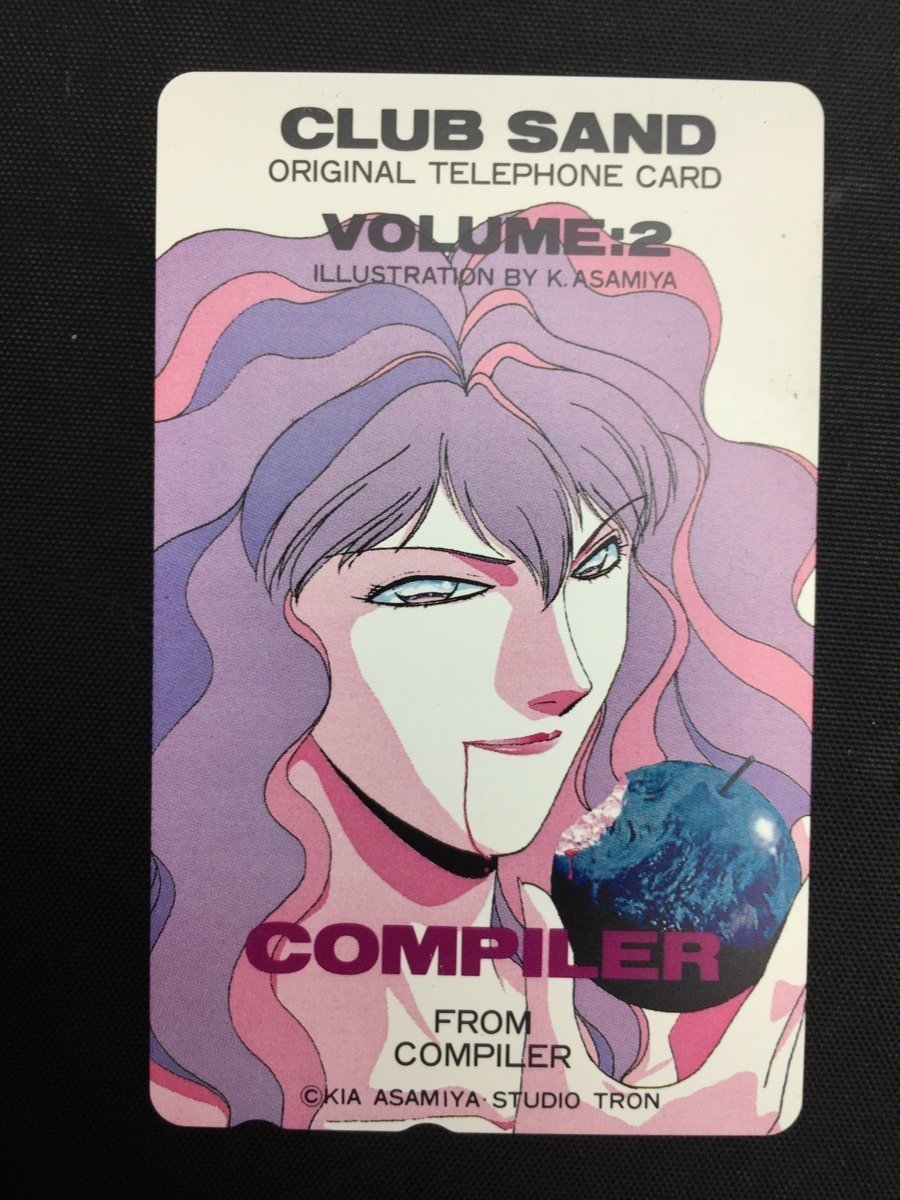 CLUB SAND
ORIGINAL TELEPHONE CARD
VOLUME:2
ILLUSTRATION BY K. ASAMIYA
COMPILER
FROM
COMPILER
©KIA ASAMIYA·STUDIO TRON